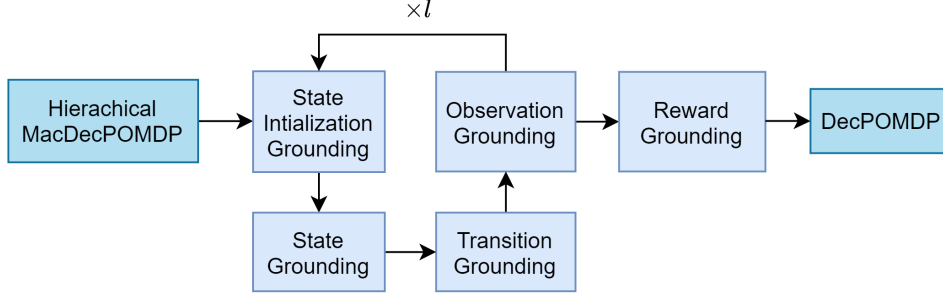 ×l
Hierachical
MacDecPOMDP
State
Intialization
Grounding
Observation
Grounding
Reward
Grounding
DecPOMDP
State
Grounding
Transition
Grounding